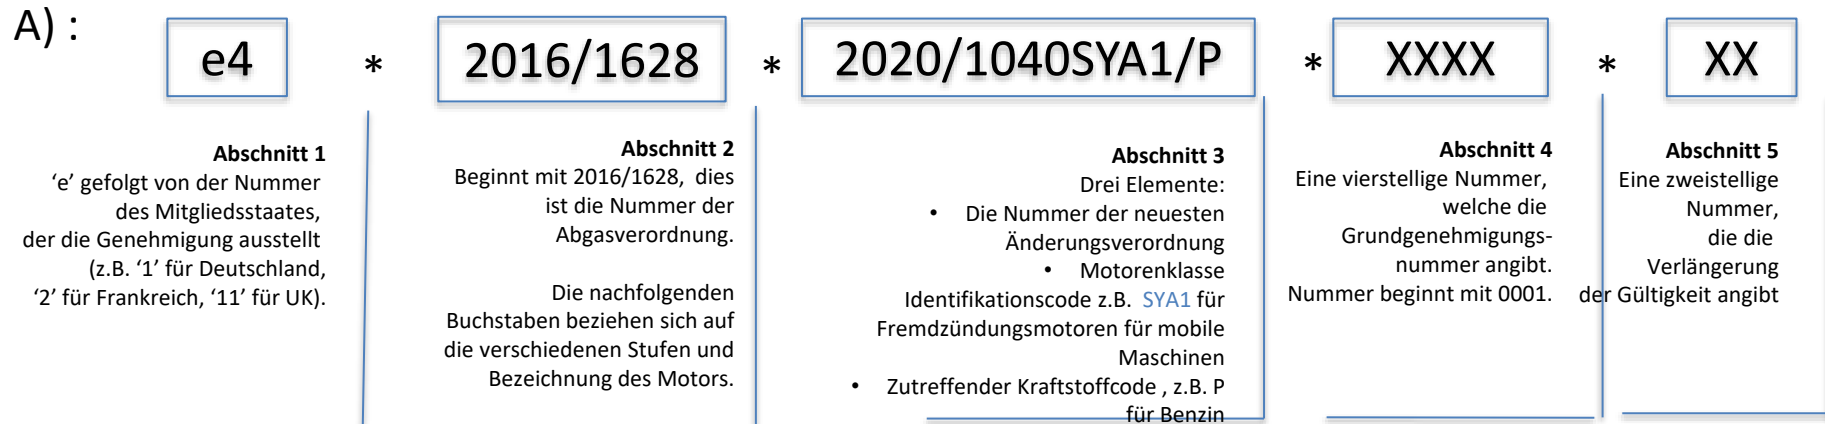 A) :
e4 * 2016/1628 * 2020/1040SYA1/P * XXXX * XX
Abschnitt 1
‘e’ gefolgt von der Nummer
des Mitgliedsstaates,
der die Genehmigung ausstellt
(z.B. ‘1’ für Deutschland,
‘2’ für Frankreich, ‘11’ für UK).
Abschnitt 2
Beginnt mit 2016/1628, dies
ist die Nummer der
Abgasverordnung.
Die nachfolgenden
Buchstaben beziehen sich auf
die verschiedenen Stufen und
Bezeichnung des Motors.
Abschnitt 3
Drei Elemente:
• Die Nummer der neuesten
Änderungsverordnung
• Motorenklasse
Identifikationscode z.B. SYA1 für
Fremdzündungsmotoren für mobile
Maschinen
• Zutreffender Kraftstoffcode , z.B. P
für Benzin
Abschnitt 4
Eine vierstellige Nummer,
welche die
Grundgenehmigungs-
nummer angibt.
Nummer beginnt mit 0001.
Abschnitt 5
Eine zweistellige
Nummer,
die die
Verlängerung
der Gültigkeit angibt